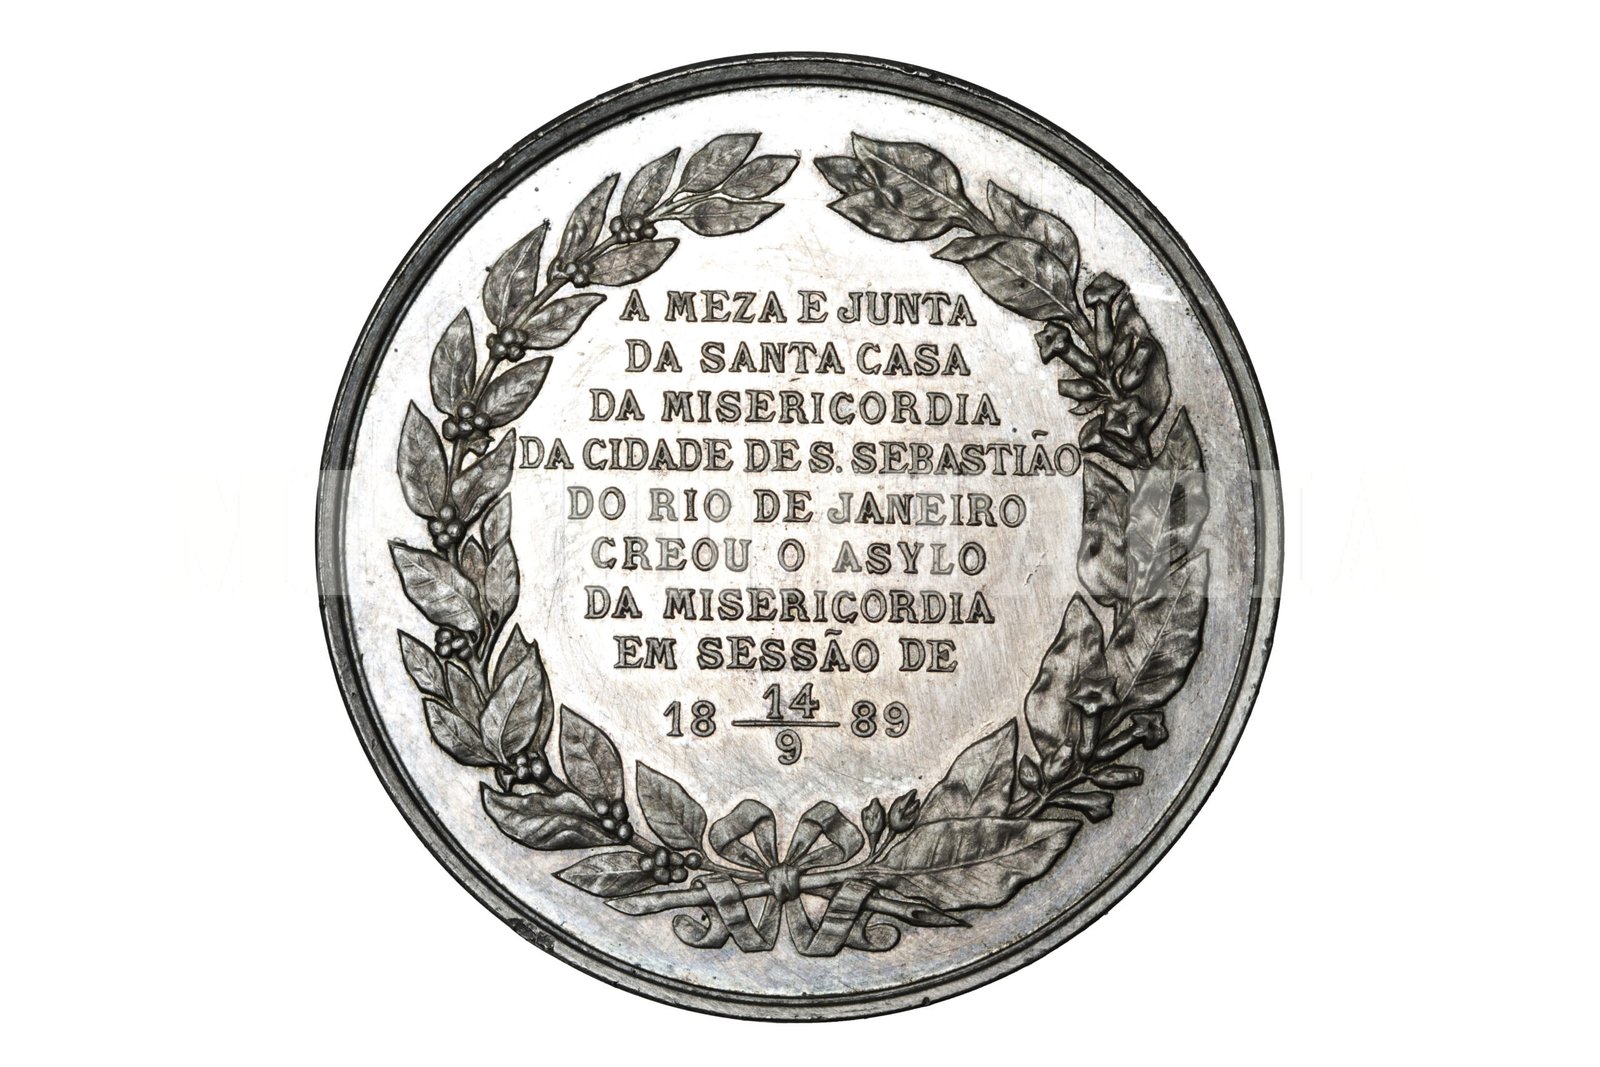 A MEZA E JUNTA
DA SANTA CASA
DA MISERICORDIA
DA CIDADE DE S. SEBASTIÃO
DO RIO DE JANEIRO
CREOU O ASYLO
DA MISERICORDIA
EM SESSÃO DE
18 14/9 89